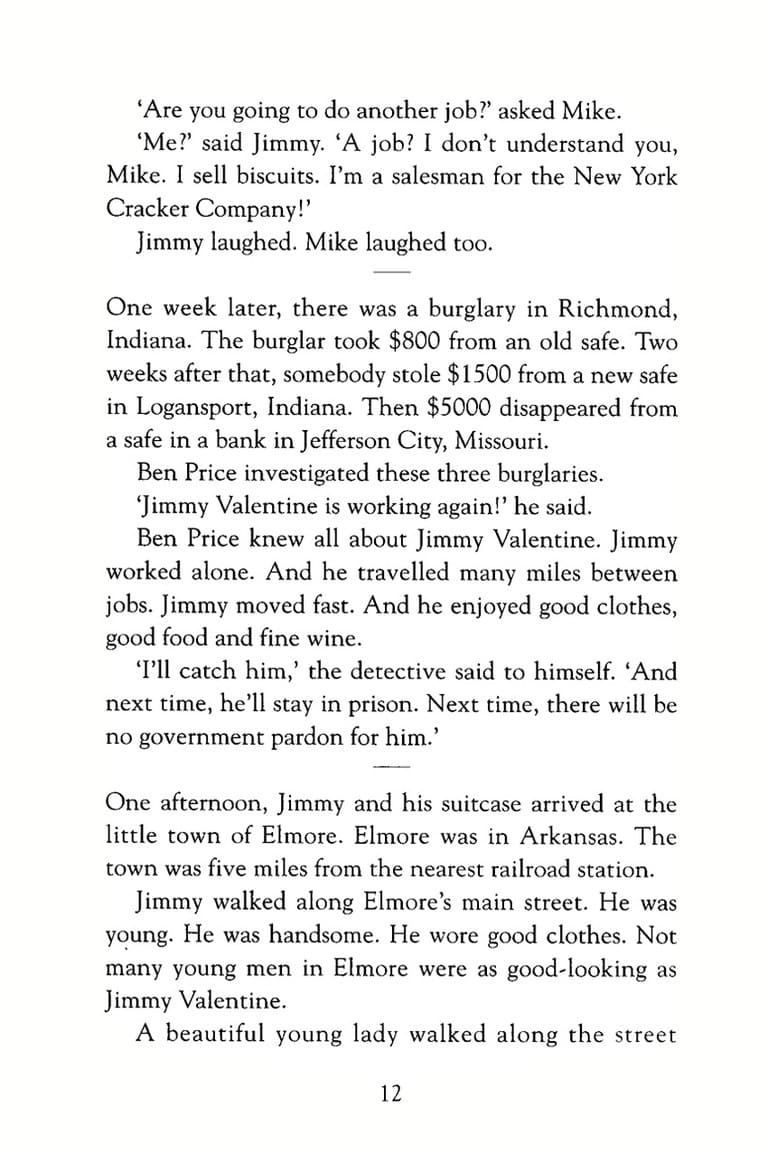 ‘Are you going to do another job?’ asked Mike.
‘Me?’ said Jimmy. ‘A job? I don’t understand you,
Mike. I sell biscuits. I’m a salesman for the New York
Cracker Company!’
Jimmy laughed. Mike laughed too.
One week later, there was a burglary in Richmond,
Indiana. The burglar took $800 from an old safe. Two
weeks after that, somebody stole $1500 from a new safe
in Logansport, Indiana. Then $5000 disappeared from
a safe in a bank in Jefferson City, Missouri.
Ben Price investigated these three burglaries.
‘Jimmy Valentine is working again!’ he said.
Ben Price knew all about Jimmy Valentine. Jimmy
worked alone. And he travelled many miles between
jobs. Jimmy moved fast. And he enjoyed good clothes,
good food and fine wine.
‘I’ll catch him,’ the detective said to himself. ‘And
next time, he’ll stay in prison. Next time, there will be
no government pardon for him.’
One afternoon, Jimmy and his suitcase arrived at the
little town of Elmore. Elmore was in Arkansas. The
town was five miles from the nearest railroad station.
Jimmy walked along Elmore’s main street. He was
young. He was handsome. He wore good clothes. Not
many young men in Elmore were as good-looking as
Jimmy Valentine.
A beautiful young lady walked along the street
12